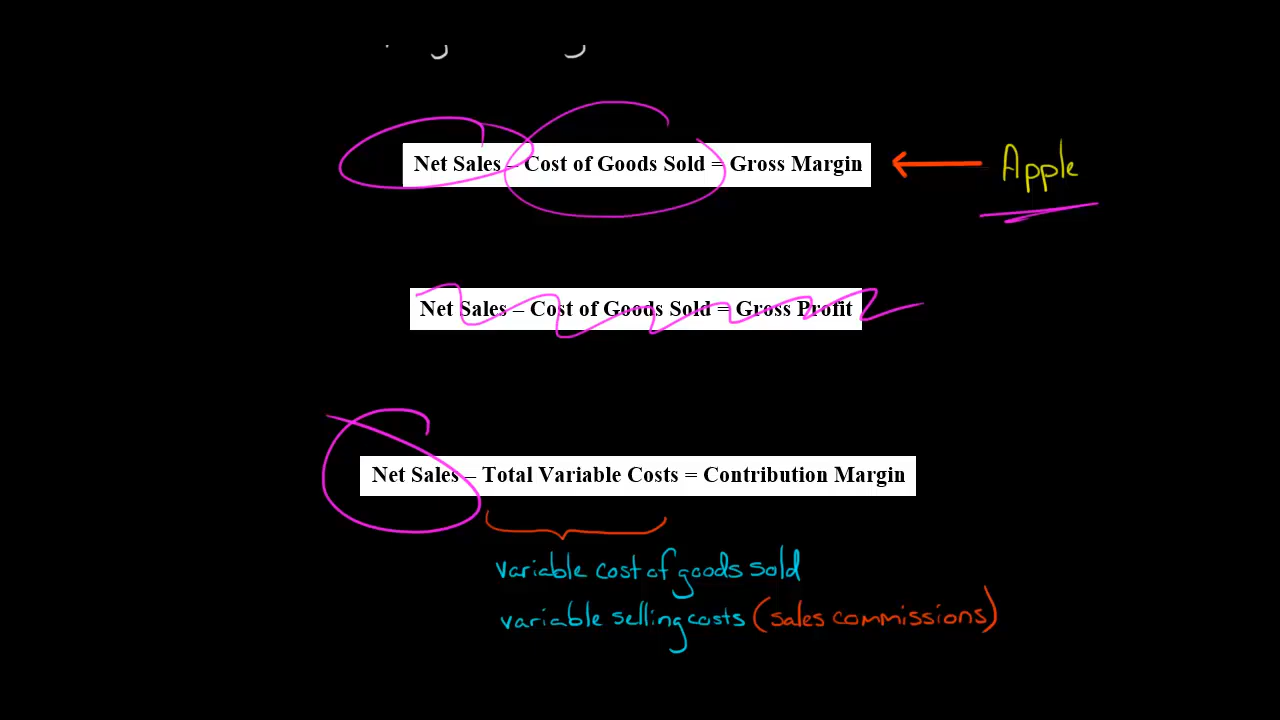 Net Sales – Cost of Goods Sold = Gross Margin
Apple
Net Sales – Cost of Goods Sold = Gross Profit
Net Sales – Total Variable Costs = Contribution Margin
variable cost of goods sold
variable selling costs (sales commissions)